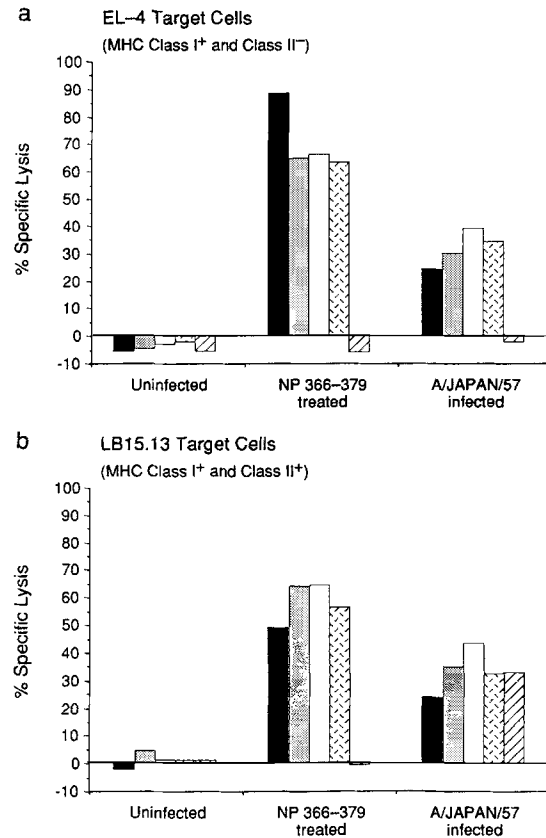 a
EL–4 Target Cells
(MHC Class I+ and Class II−)
% Specific Lysis
100
90
80
70
60
50
40
30
20
10
0
-10
Uninfected
NP 366–379
treated
A/JAPAN/57
infected
b
LB15.13 Target Cells
(MHC Class I+ and Class II+)
% Specific Lysis
100
90
80
70
60
50
40
30
20
10
0
-10
Uninfected
NP 366–379
treated
A/JAPAN/57
infected